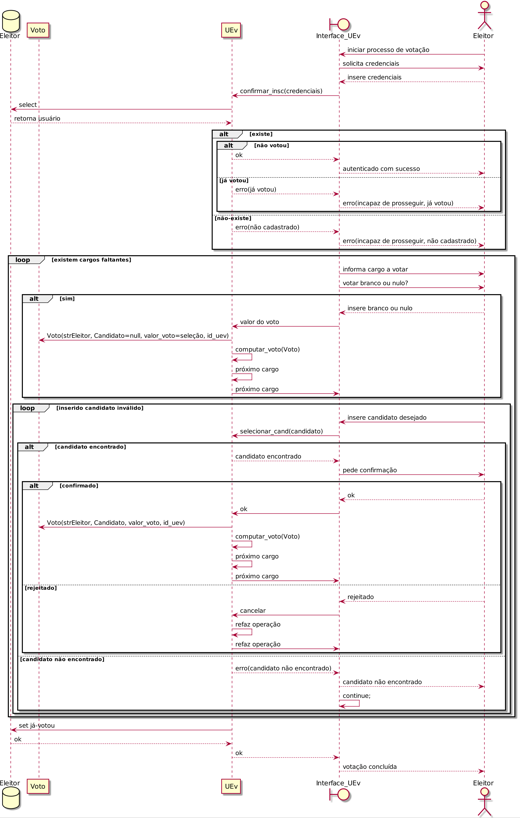 Eleitor
Voto
UEv
Interface_UEv
Eleitor
iniciar processo de votação
solicita credenciais
insere credenciais
confirmar_insc(credenciais)
select
retorna usuário
alt [existe]
alt [não votou]
ok
autenticado com sucesso
[já votou]
erro(já votou)
erro(incapaz de prosseguir, já votou)
[não-existe]
erro(não cadastrado)
erro(incapaz de prosseguir, não cadastrado)
loop [existem cargos faltantes]
informa cargo a votar
votar branco ou nulo?
alt [sim]
insere branco ou nulo
valor do voto
Voto(strEleitor, Candidato=null, valor_voto=seleção, id_uev)
computar_voto(Voto)
próximo cargo
próximo cargo
loop [inserido candidato inválido]
insere candidato desejado
selecionar_cand(candidato)
alt [candidato encontrado]
candidato encontrado
pede confirmação
alt [confirmado]
ok
ok
Voto(strEleitor, Candidato, valor_voto, id_uev)
computar_voto(Voto)
próximo cargo
próximo cargo
[rejeitado]
rejeitado
cancelar
refaz operação
refaz operação
[candidato não encontrado]
erro(candidato não encontrado)
candidato não encontrado
continue;
set já-votou
ok
ok
votação concluída
Eleitor
Voto
UEv
Interface_UEv
Eleitor